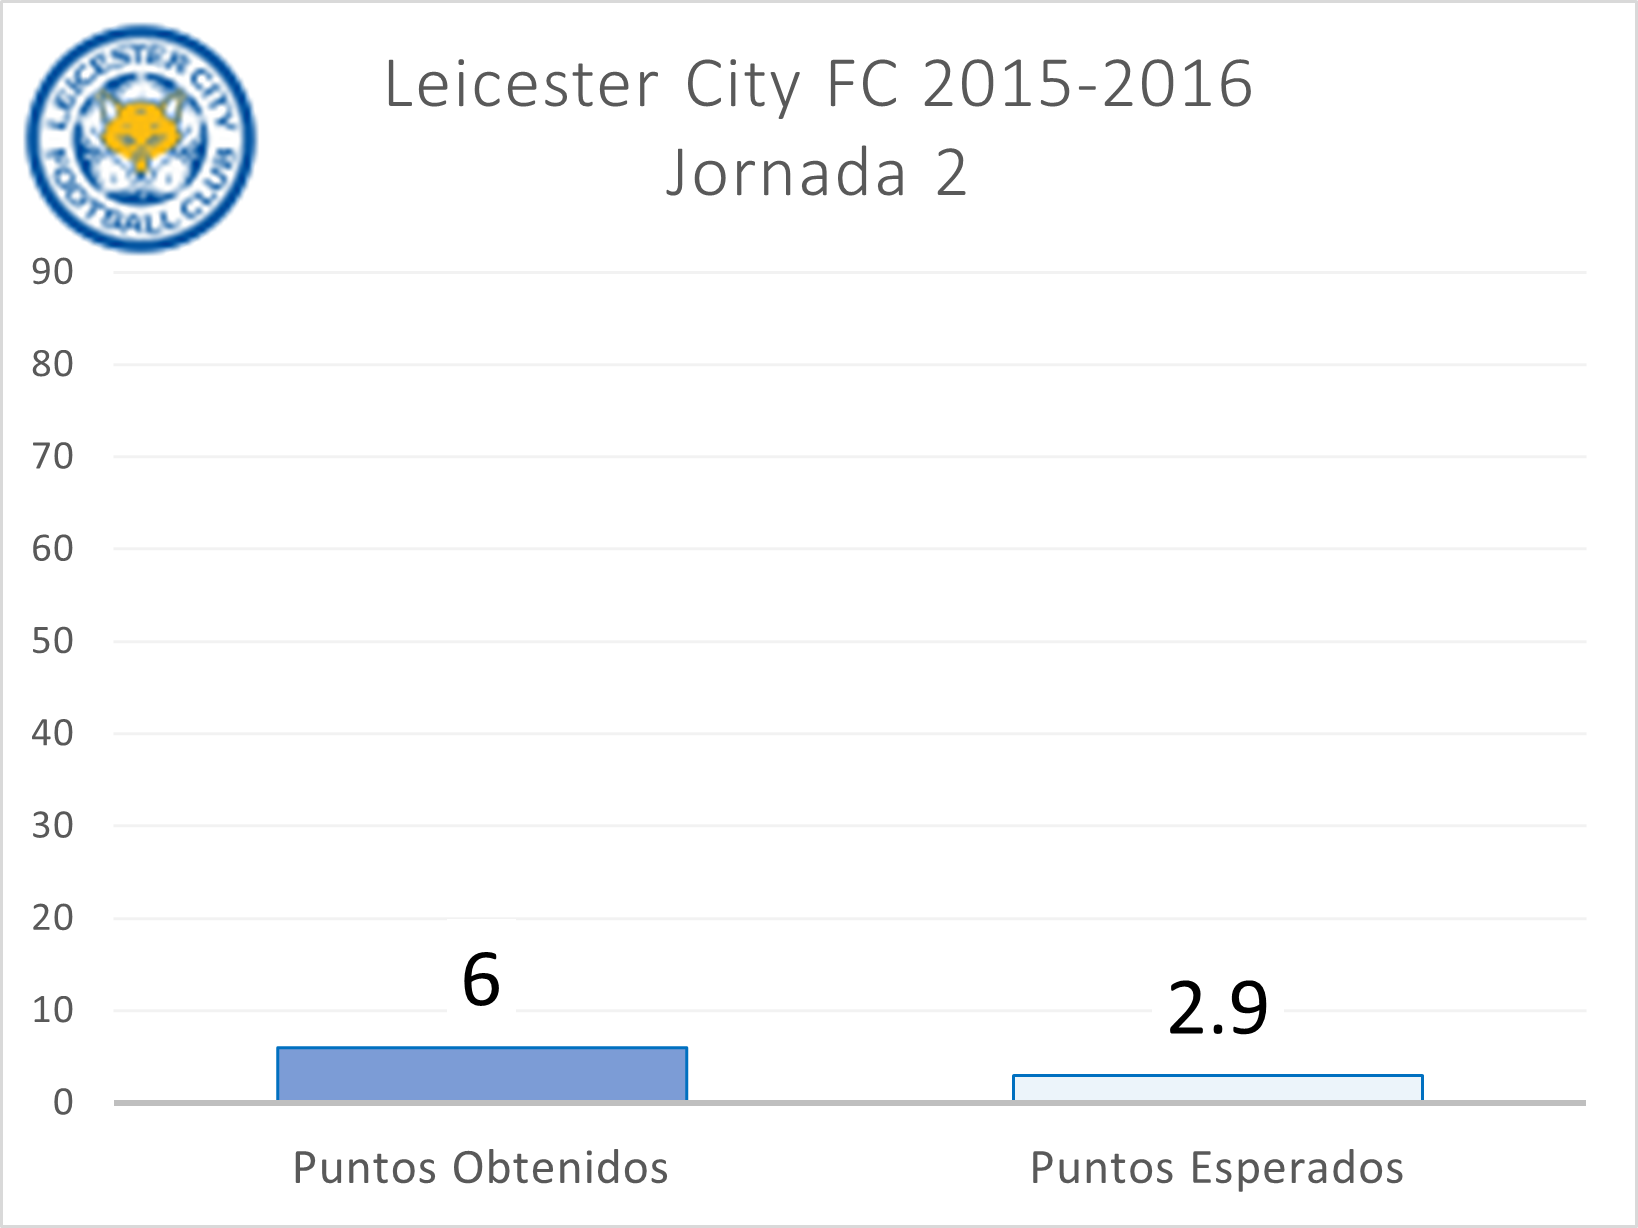 LEICESTER CITY
FOOTBALL CLUB
Leicester City FC 2015-2016
Jornada 2
90
80
70
60
50
40
30
20
10
0
6
2.9
Puntos Obtenidos
Puntos Esperados